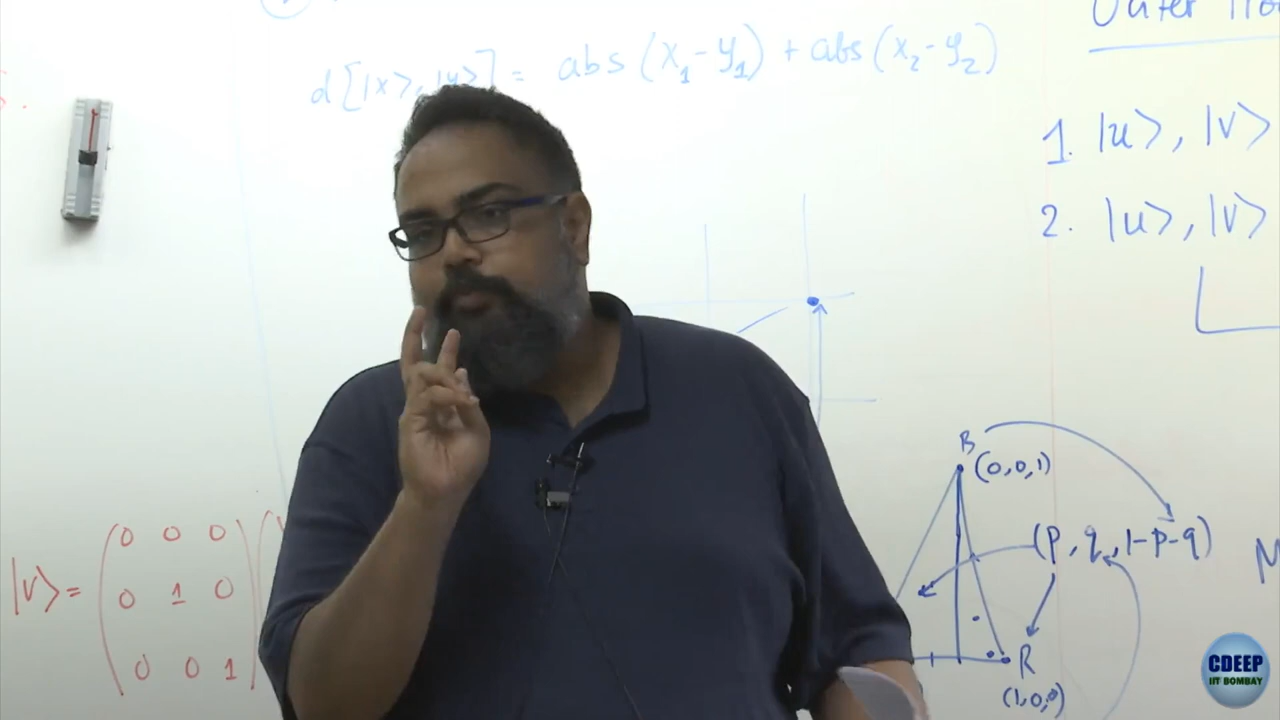 d[|x>, |y>] = abs(x₁-y₁) + abs(x₂-y₂)
Outer
1. |u>, |v>
2. |u>, |v>
B
(0,0,1)
(p, q, 1-p-q)
R
(1,0,0)
|v> =
0 0 0
0 1 0
0 0 1
CDEEP
IIT BOMBAY